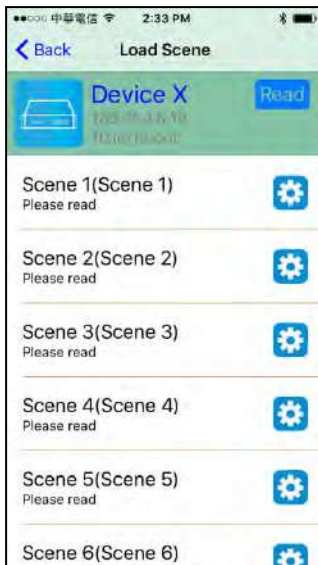 中華電信 2:33 PM
Back Load Scene
Device X
Read
Scene 1(Scene 1)
Please read
Scene 2(Scene 2)
Please read
Scene 3(Scene 3)
Please read
Scene 4(Scene 4)
Please read
Scene 5(Scene 5)
Please read
Scene 6(Scene 6)